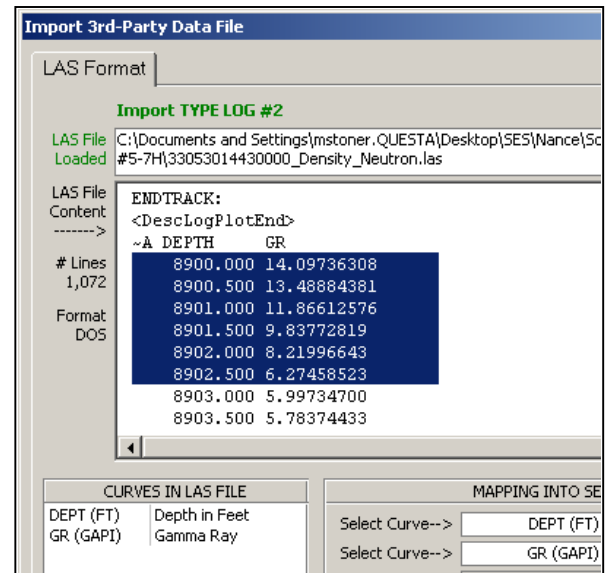 Import 3rd-Party Data File
LAS Format
Import TYPE LOG #2
LAS File Loaded
C:\Documents and Settings\mstoner.QUESTA\Desktop\SES\Nance\Sc
#5-7H\33053014430000_Density_Neutron.las
LAS File
Content
------->
# Lines
1,072
Format
DOS
ENDTRACK:
<DescLogPlotEnd>
~A DEPTH GR
8900.000 14.09736308
8900.500 13.48884381
8901.000 11.86612576
8901.500 9.83772819
8902.000 8.21996643
8902.500 6.27458523
8903.000 5.99734700
8903.500 5.78374433
CURVES IN LAS FILE
DEPT (FT) Depth in Feet
GR (GAPI) Gamma Ray
MAPPING INTO SE
Select Curve--> DEPT (FT)
Select Curve--> GR (GAPI)